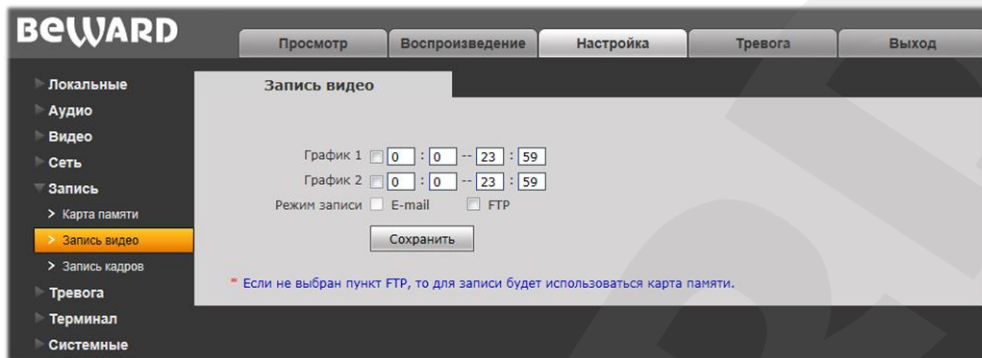 BEWARD
Просмотр Воспроизведение Настройка Тревога Выход
Локальные
Аудио
Видео
Сеть
Запись
Карта памяти
Запись видео
Запись кадров
Тревога
Терминал
Системные
Запись видео
График 1 0 : 0 -- 23 : 59
График 2 0 : 0 -- 23 : 59
Режим записи E-mail FTP
Сохранить
* Если не выбран пункт FTP, то для записи будет использоваться карта памяти.